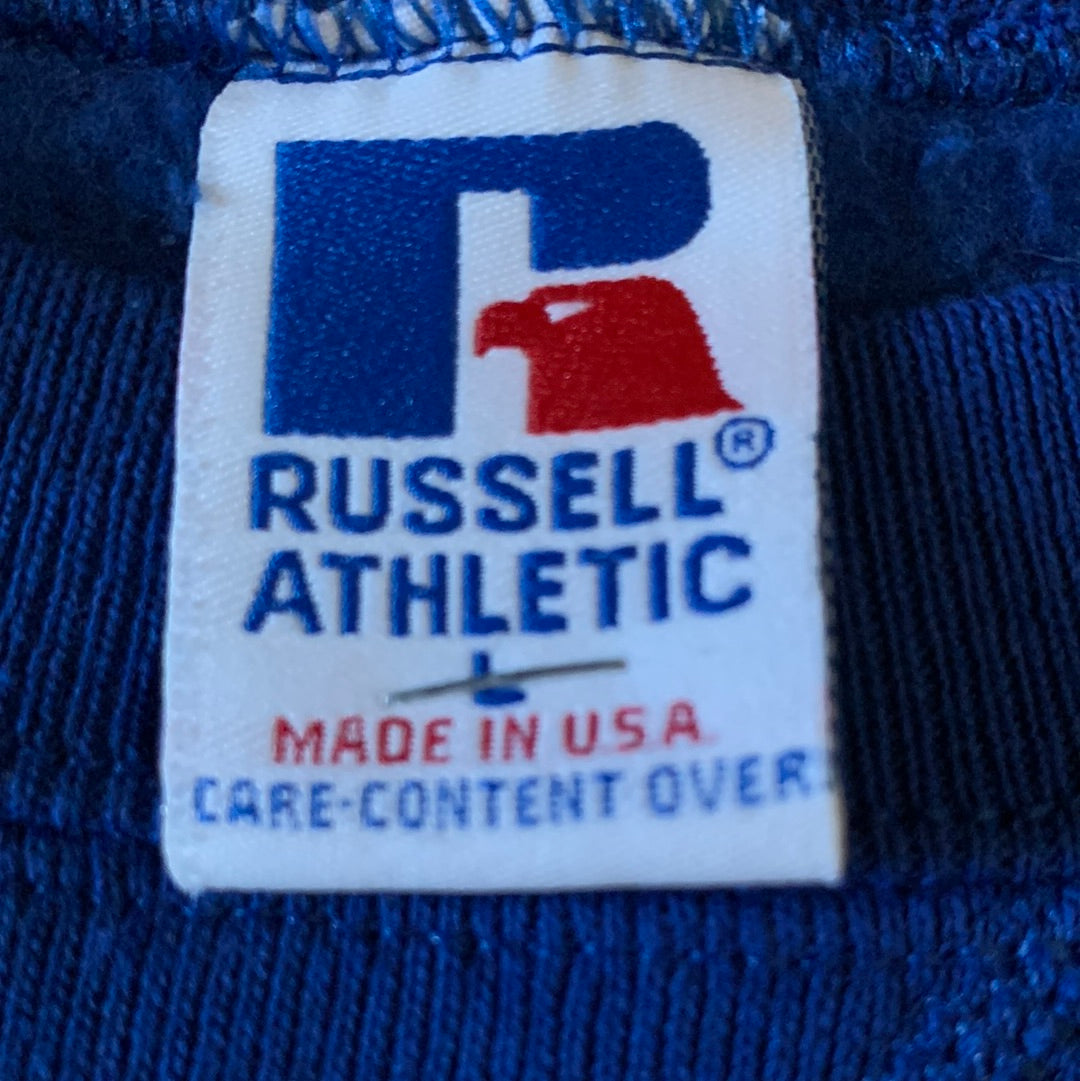 RUSSELL®
ATHLETIC
L
MADE IN U.S.A.
CARE-CONTENT OVER